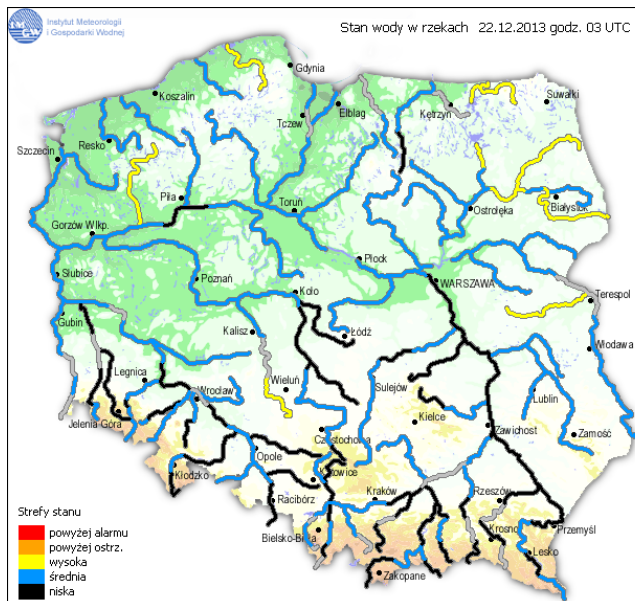 IMGW
Instytut Meteorologii
i Gospodarki Wodnej
Stan wody w rzekach 22.12.2013 godz. 03 UTC
Gdynia
Koszalin
Suwałki
Tczew
Elbląg
Kętrzyn
Resko
Szczecin
Piła
Toruń
Białystok
Ostrołęka
Gorzów Wlkp.
Płock
Słubice
Poznań
WARSZAWA
Koło
Terespol
Gubin
Kalisz
Łódź
Włodawa
Legnica
Wieluń
Sulejów
Wrocław
Lublin
Kielce
Jelenia Góra
Zawichost
Zamość
Częstochowa
Opole
Kłodzko
Katowice
Racibórz
Kraków
Rzeszów
Strefy stanu
Krosno
Przemyśl
powyżej alarmu
Bielsko-Biała
powyżej ostrz.
Lesko
wysoka
Zakopane
średnia
niska